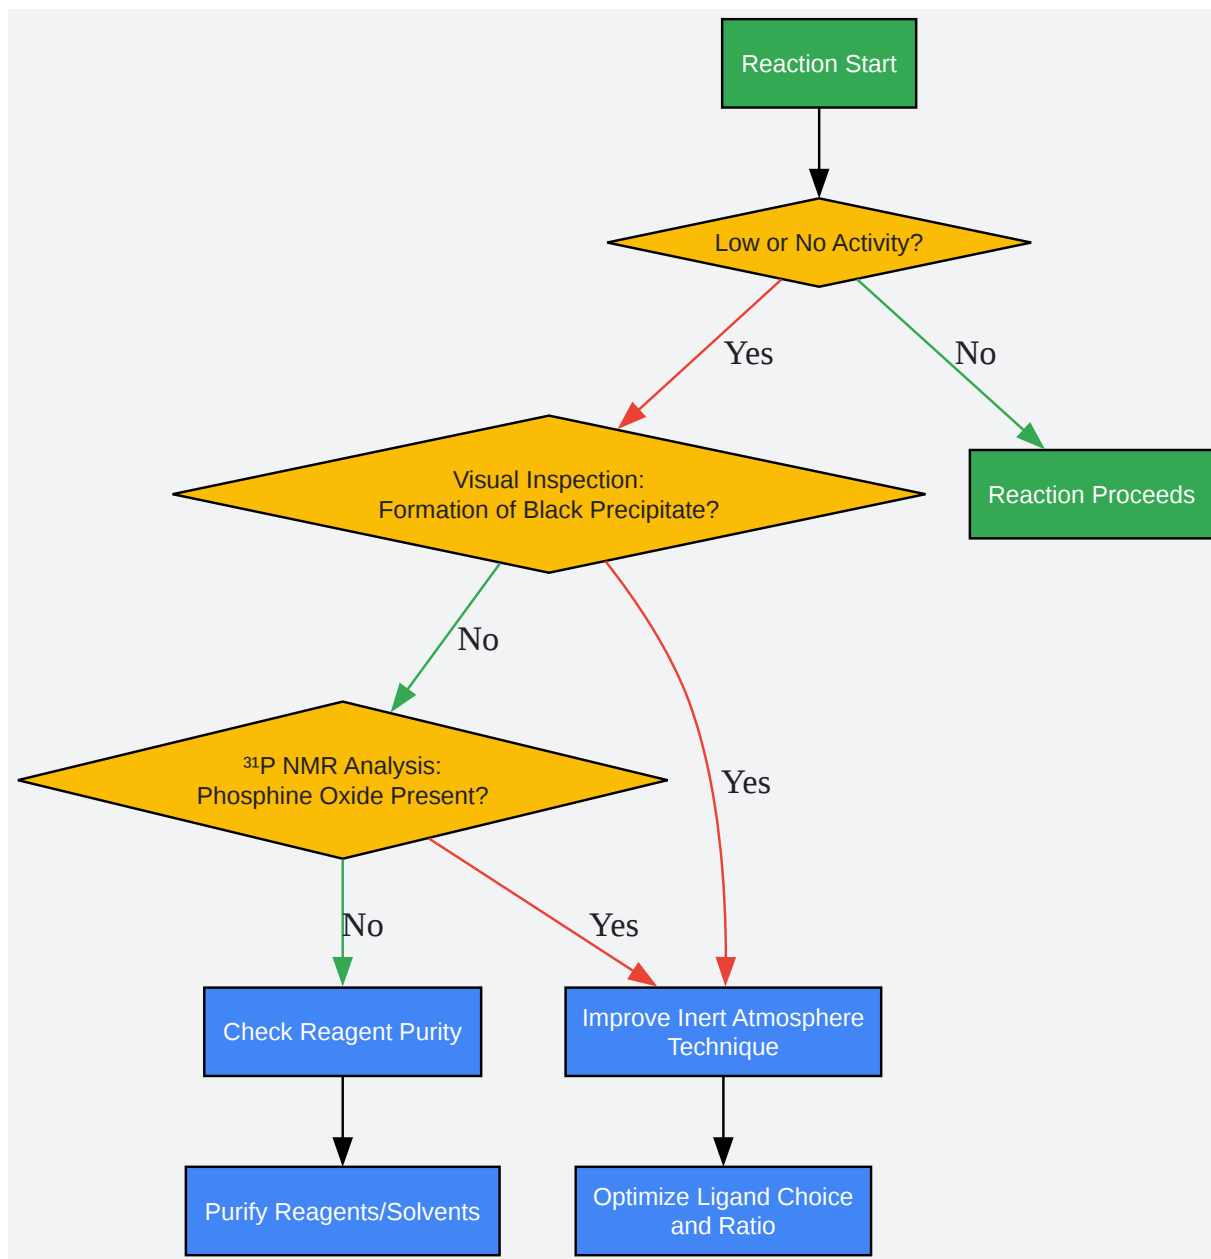 Reaction Start
Low or No Activity?
Yes
No
Visual Inspection:
Formation of Black Precipitate?
Reaction Proceeds
No
³¹P NMR Analysis:
Phosphine Oxide Present?
Yes
No
Yes
Check Reagent Purity
Improve Inert Atmosphere
Technique
Purify Reagents/Solvents
Optimize Ligand Choice
and Ratio